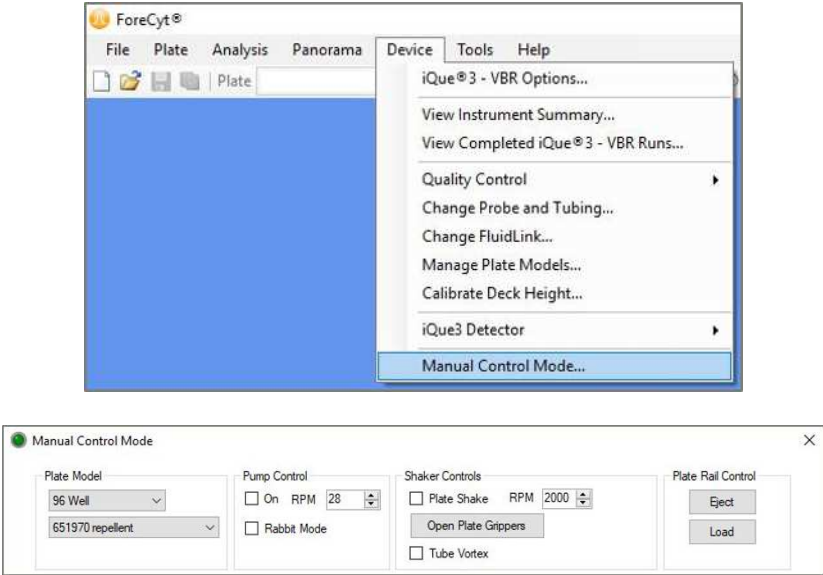 ForeCyt®
File Plate Analysis Panorama Device Tools Help
Plate
iQue®3 - VBR Options...
View Instrument Summary...
View Completed iQue®3 - VBR Runs...
Quality Control
Change Probe and Tubing...
Change FluidLink...
Manage Plate Models...
Calibrate Deck Height...
iQue3 Detector
Manual Control Mode...
Manual Control Mode
Plate Model Pump Control Shaker Controls Plate Rail Control
96 Well On RPM 28 Plate Shake RPM 2000 Eject
651970 repellent Rabbit Mode Open Plate Grippers Load
Tube Vortex